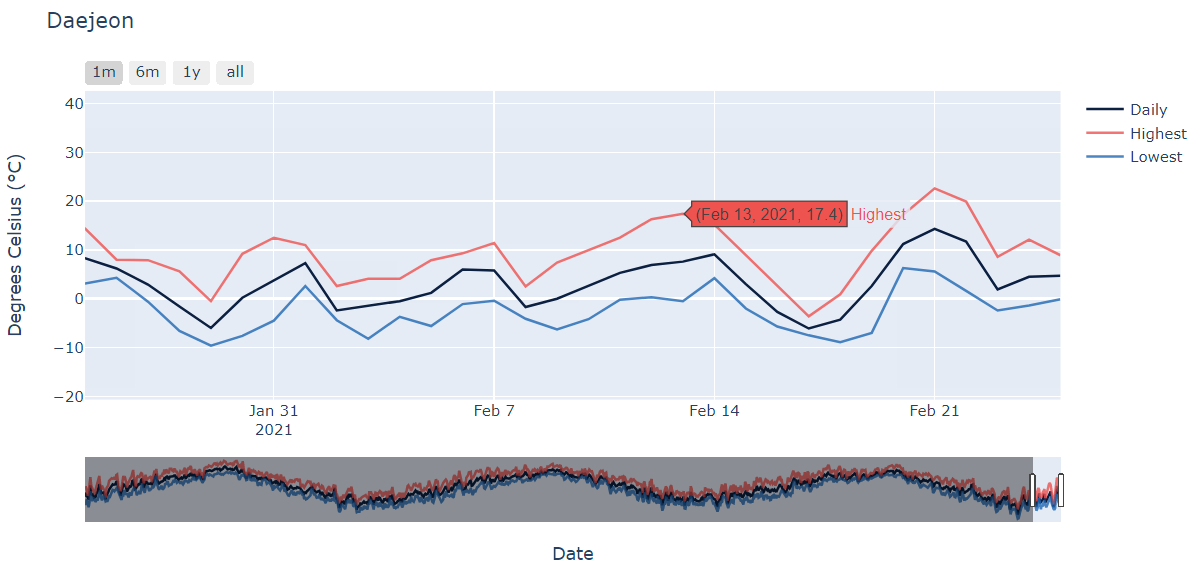 Daejeon
1m 6m 1y all
40
30
20
10
0
−10
−20
Degrees Celsius (°C)
(Feb 13, 2021, 17.4) Highest
Daily
Highest
Lowest
Jan 31
2021
Feb 7
Feb 14
Feb 21
Date